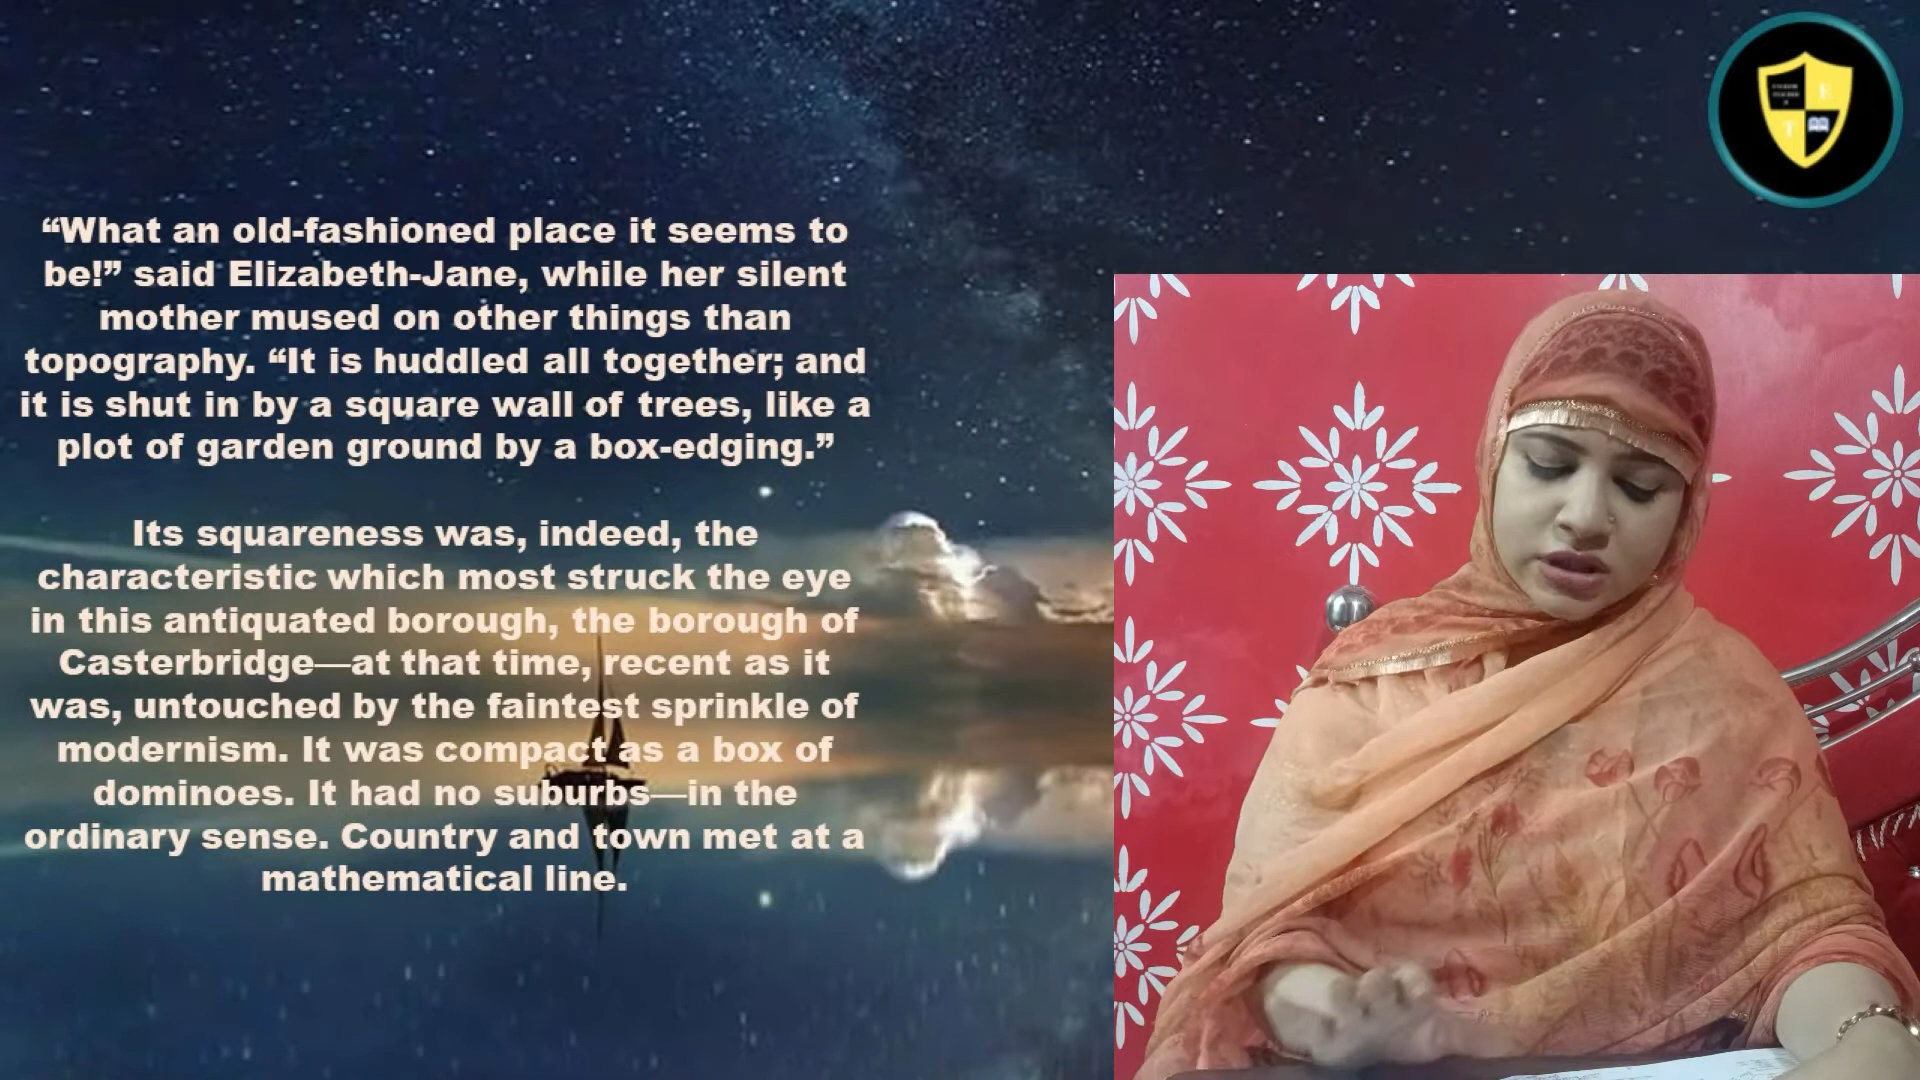 “What an old-fashioned place it seems to
be!” said Elizabeth-Jane, while her silent
mother mused on other things than
topography. “It is huddled all together; and
it is shut in by a square wall of trees, like a
plot of garden ground by a box-edging.”
Its squareness was, indeed, the
characteristic which most struck the eye
in this antiquated borough, the borough of
Casterbridge—at that time, recent as it
was, untouched by the faintest sprinkle of
modernism. It was compact as a box of
dominoes. It had no suburbs—in the
ordinary sense. Country and town met at a
mathematical line.
E
T